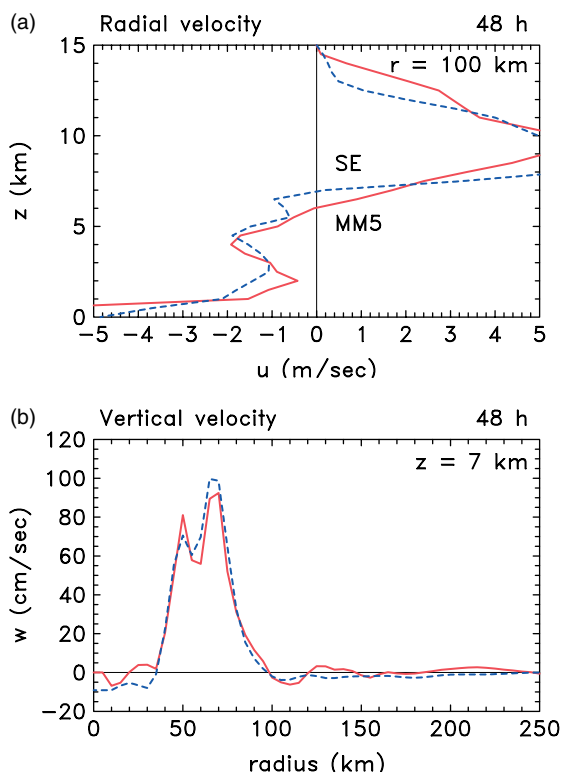 (a) Radial velocity 48 h
r = 100 km
15
10
5
0
z (km)
SE
MM5
-5 -4 -3 -2 -1 0 1 2 3 4 5
u (m/sec)
(b) Vertical velocity 48 h
z = 7 km
120
100
80
60
40
20
0
-20
w (cm/sec)
0 50 100 150 200 250
radius (km)